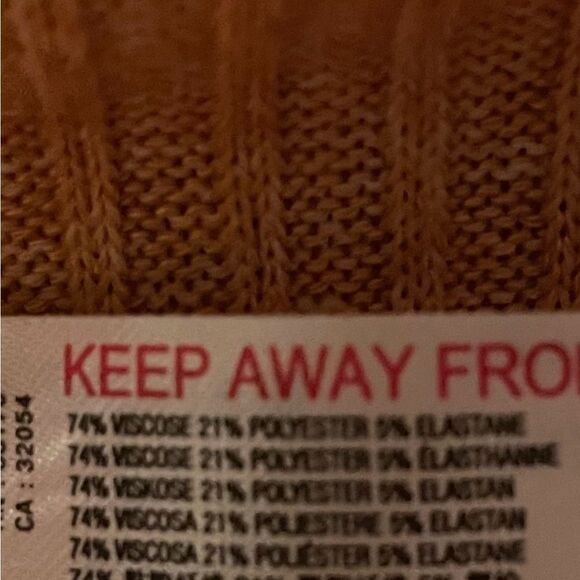 KEEP AWAY FRO
74% VISCOSE 21% POLYESTER 5% ELASTANE
74% VISCOSE 21% POLYESTER 5% ÉLASTHANNE
74% VISKOSE 21% POLYESTER 5% ELASTAN
74% VISCOSA 21% POLIESTERE 5% ELASTAN
74% VISCOSA 21% POLIÉSTER 5% ELASTANE
74%
CA : 32054